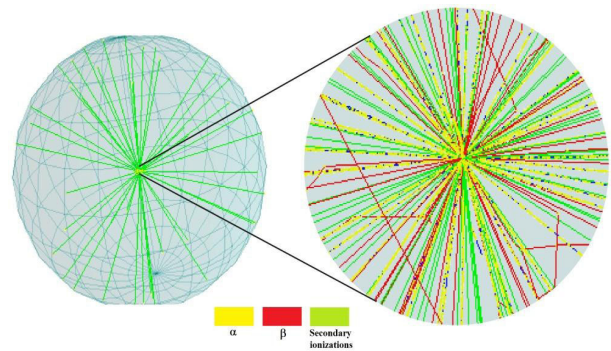 α
β
Secondary
ionizations